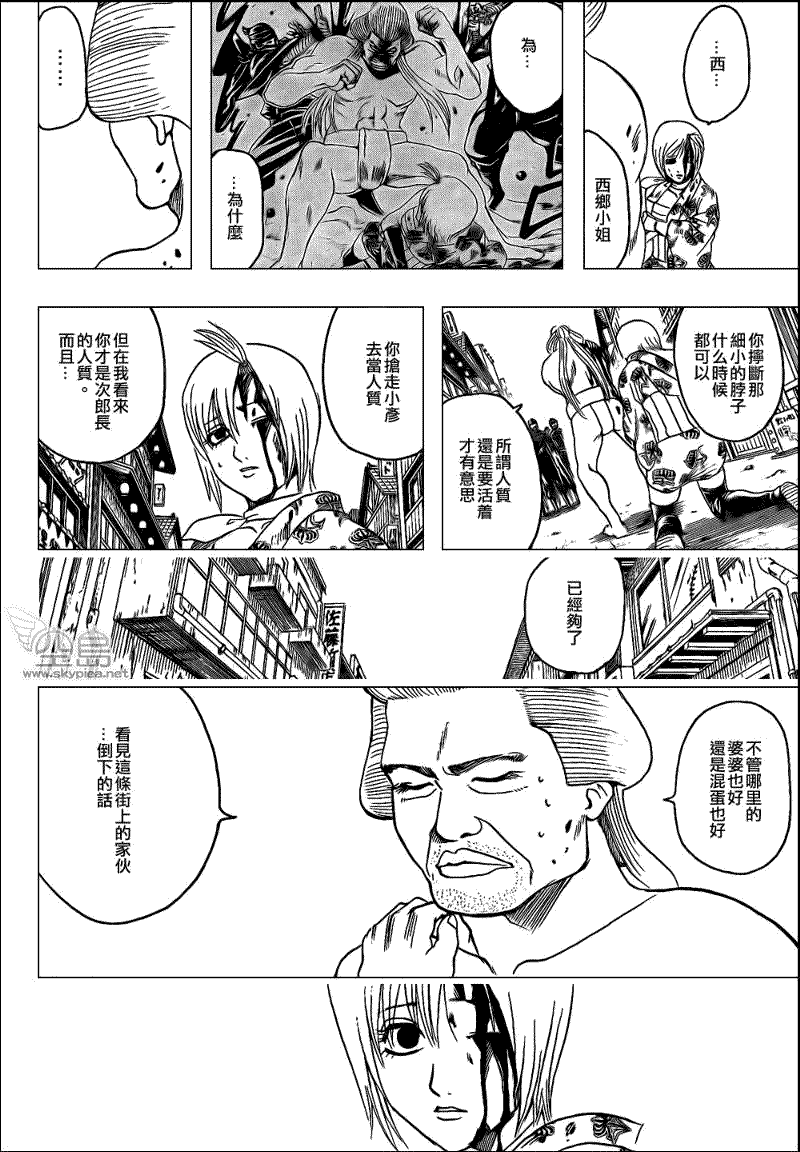 …西…
西鄉小姐
為…
…為什麼
……
你擰斷那
細小的脖子
什么時候
都可以
所謂人质
還是要活着
才有意思
你搶走小彥
去當人質
但在我看來
你才是次郎長
的人質。
而且…
已經夠了
佐藤
空島
www.skypiea.net
不管哪里的
婆婆也好
還是混蛋也好
看見這條街上的家伙
…倒下的話